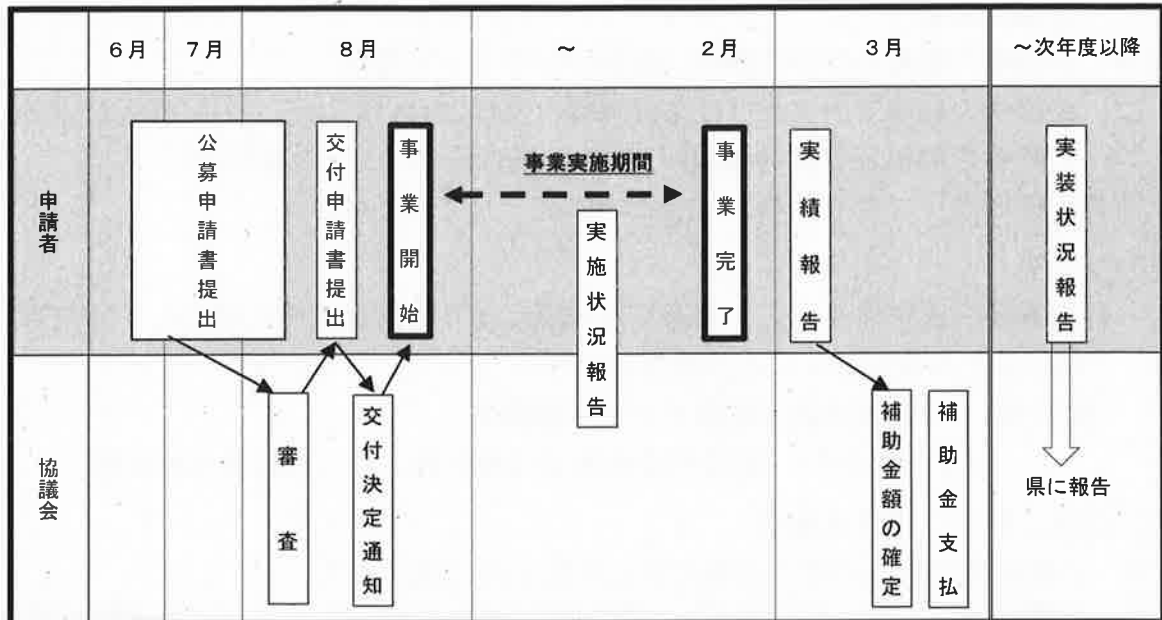 6月
7月
8月
～
2月
3月
～次年度以降
申請者
公募申請書提出
交付申請書提出
事業開始
事業実施期間
実施状況報告
事業完了
実績報告
実装状況報告
協議会
審査
交付決定通知
補助金額の確定
補助金支払
県に報告